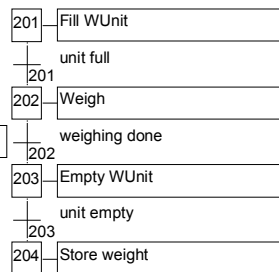 201 Fill WUnit
unit full
201
202 Weigh
weighing done
202
203 Empty WUnit
unit empty
203
204 Store weight